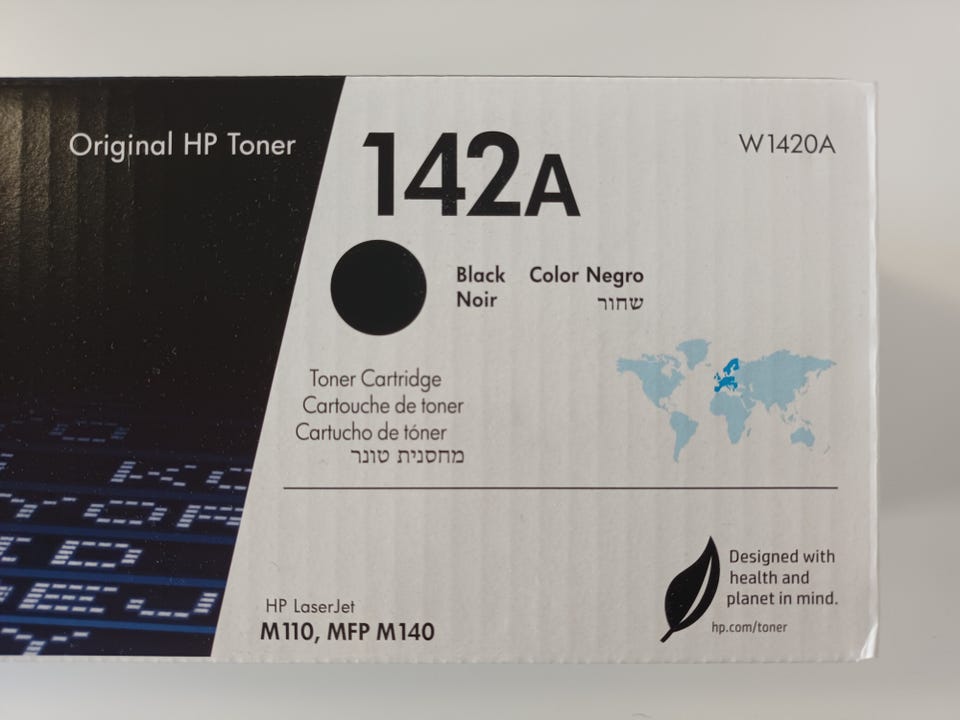 Original HP Toner
142A
W1420A
Black Color Negro
Noir שחור
Toner Cartridge
Cartouche de toner
Cartucho de tóner
מחסנית טונר
Designed with
health and
planet in mind.
hp.com/toner
HP LaserJet
M110, MFP M140